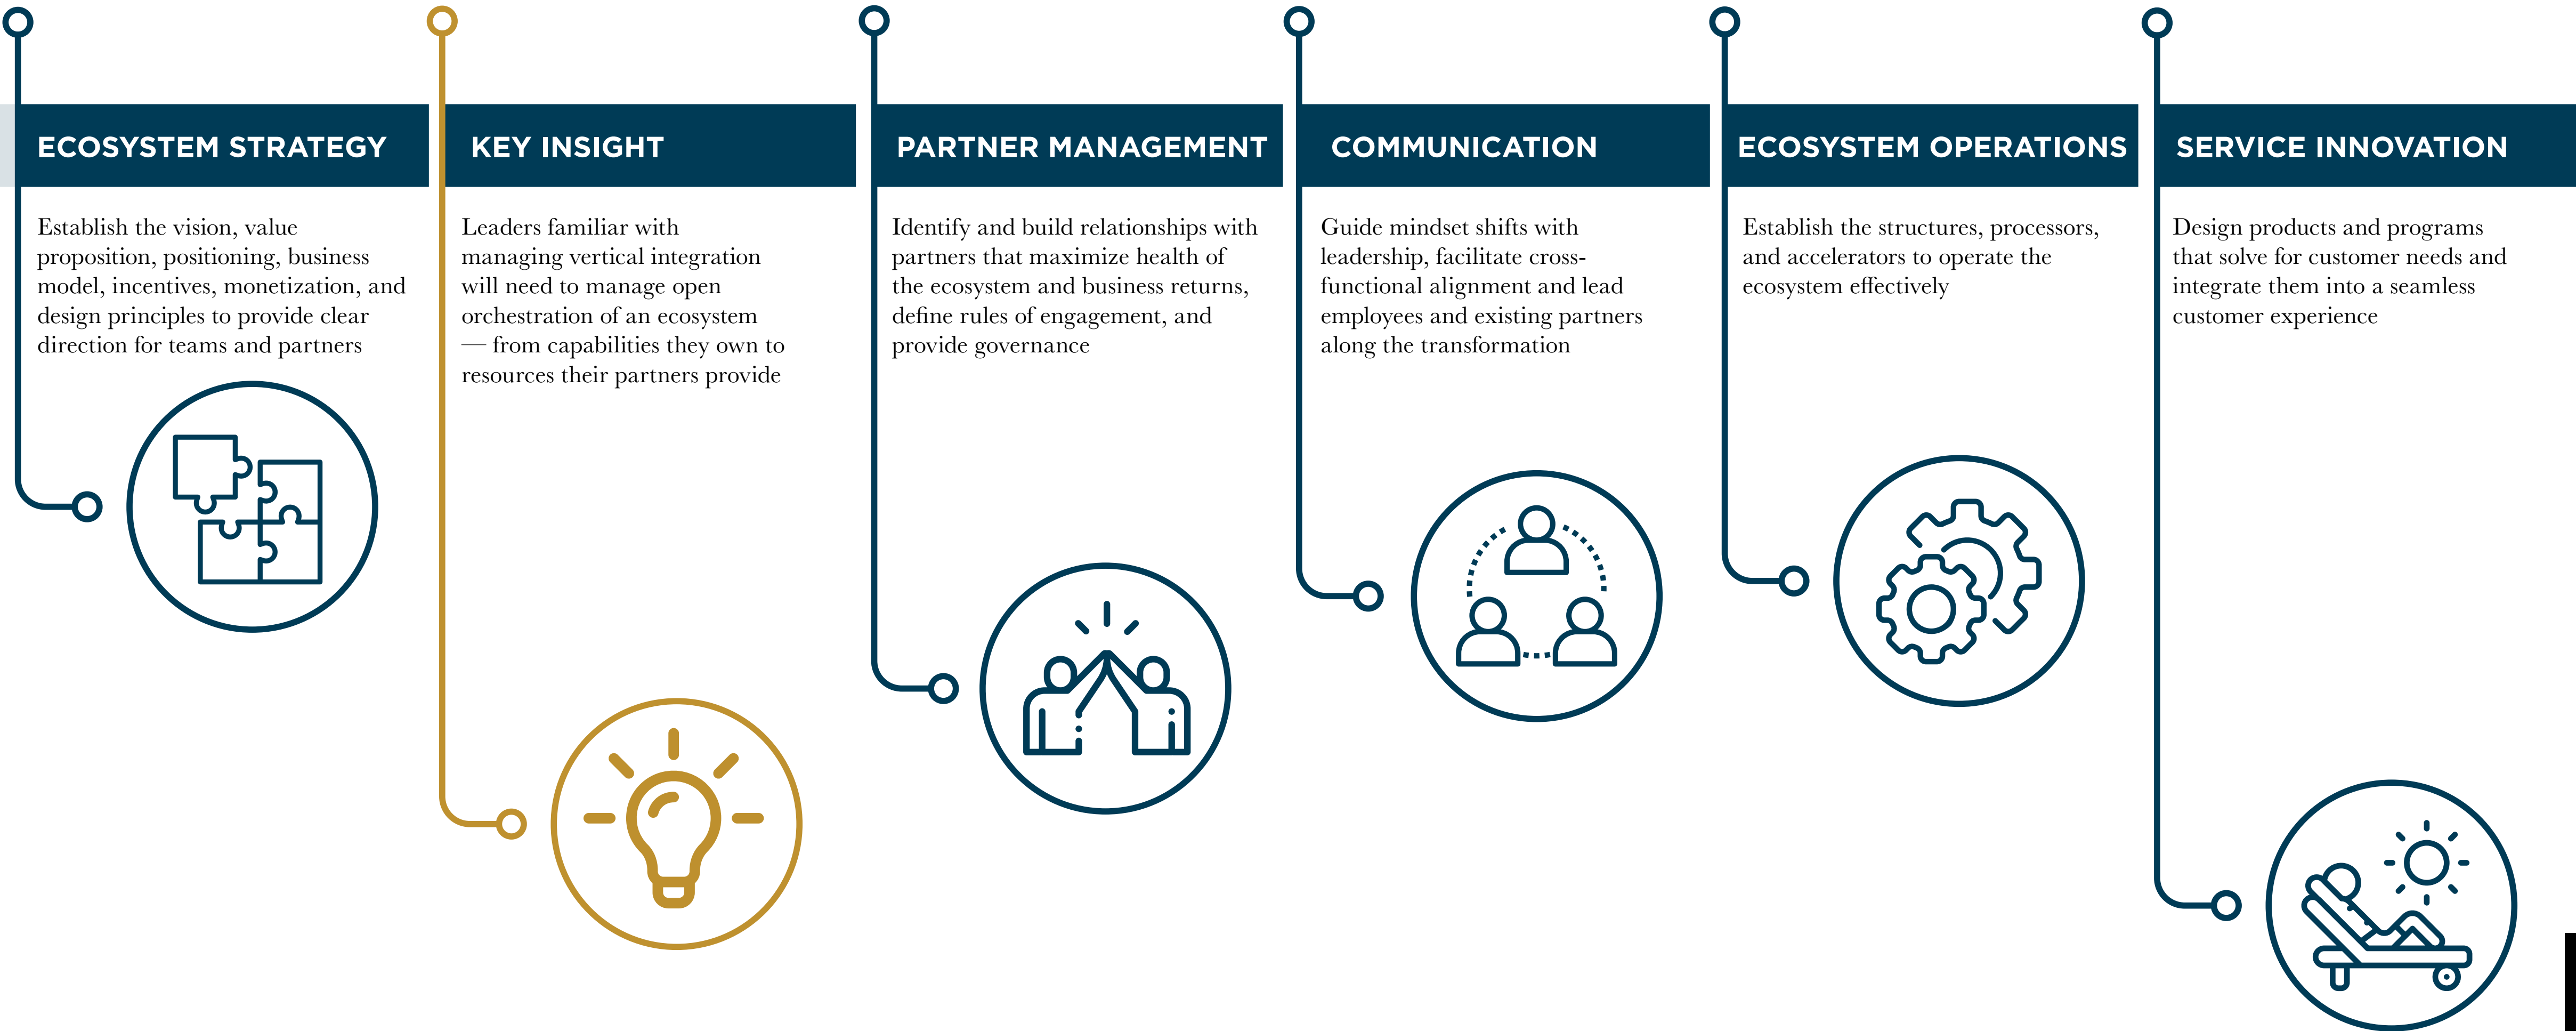 ECOSYSTEM STRATEGY
Establish the vision, value
proposition, positioning, business
model, incentives, monetization, and
design principles to provide clear
direction for teams and partners
KEY INSIGHT
Leaders familiar with
managing vertical integration
will need to manage open
orchestration of an ecosystem
— from capabilities they own to
resources their partners provide
PARTNER MANAGEMENT
Identify and build relationships with
partners that maximize health of
the ecosystem and business returns,
define rules of engagement, and
provide governance
COMMUNICATION
Guide mindset shifts with
leadership, facilitate cross-
functional alignment and lead
employees and existing partners
along the transformation
ECOSYSTEM OPERATIONS
Establish the structures, processors,
and accelerators to operate the
ecosystem effectively
SERVICE INNOVATION
Design products and programs
that solve for customer needs and
integrate them into a seamless
customer experience